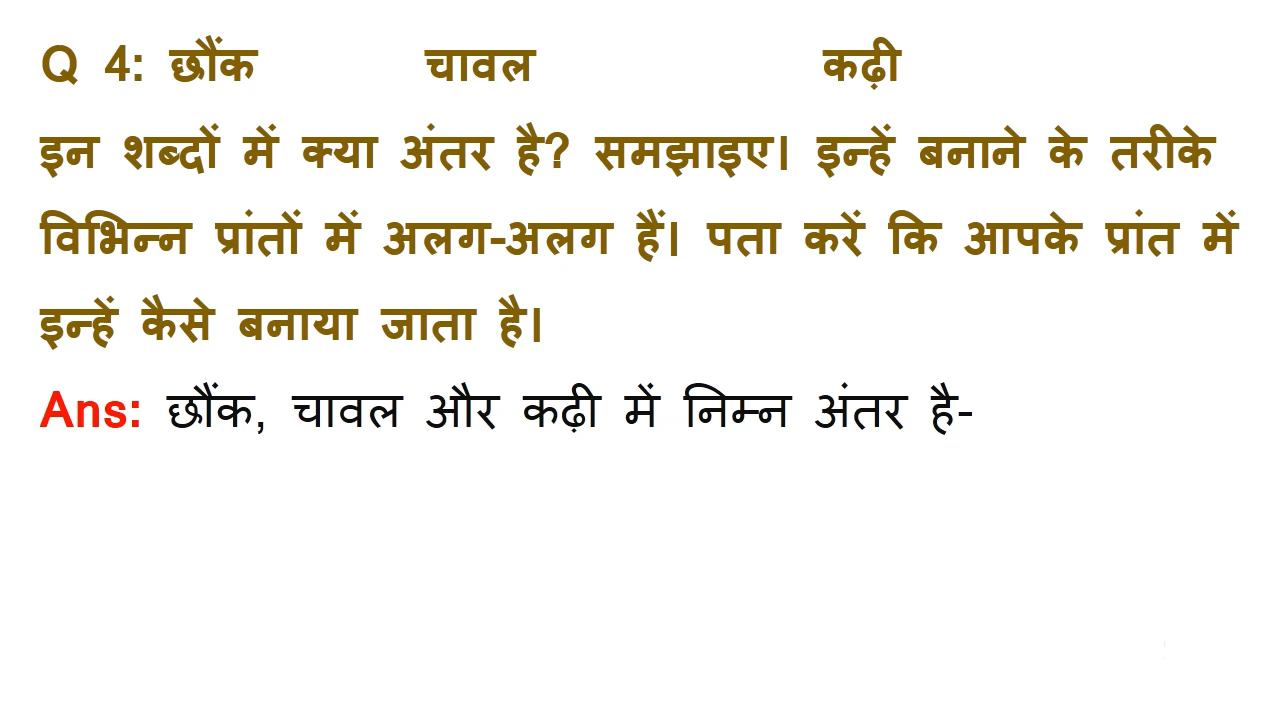 Q 4: छौंक चावल कढ़ी
इन शब्दों में क्या अंतर है? समझाइए। इन्हें बनाने के तरीके
विभिन्न प्रांतों में अलग-अलग हैं। पता करें कि आपके प्रांत में
इन्हें कैसे बनाया जाता है।
Ans: छौंक, चावल और कढ़ी में निम्न अंतर है-